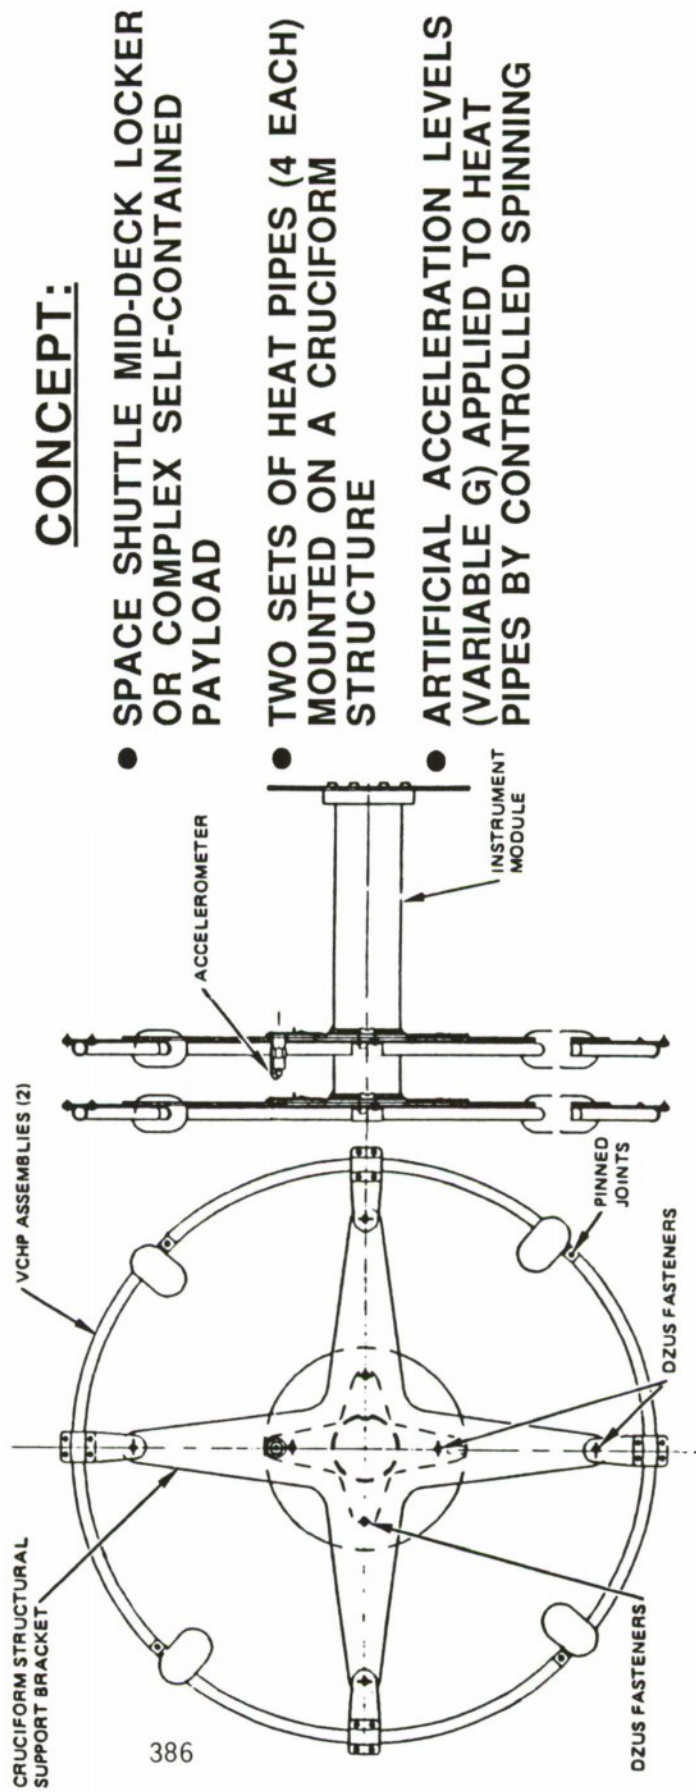 CONCEPT:
● SPACE SHUTTLE MID-DECK LOCKER
OR COMPLEX SELF-CONTAINED
PAYLOAD
● TWO SETS OF HEAT PIPES (4 EACH)
MOUNTED ON A CRUCIFORM
STRUCTURE
● ARTIFICIAL ACCELERATION LEVELS
(VARIABLE G) APPLIED TO HEAT
PIPES BY CONTROLLED SPINNING
CRUCIFORM STRUCTURAL
SUPPORT BRACKET
VCHP ASSEMBLIES (2)
ACCELEROMETER
INSTRUMENT
MODULE
PINNED
JOINTS
DZUS FASTENERS
DZUS FASTENERS
386